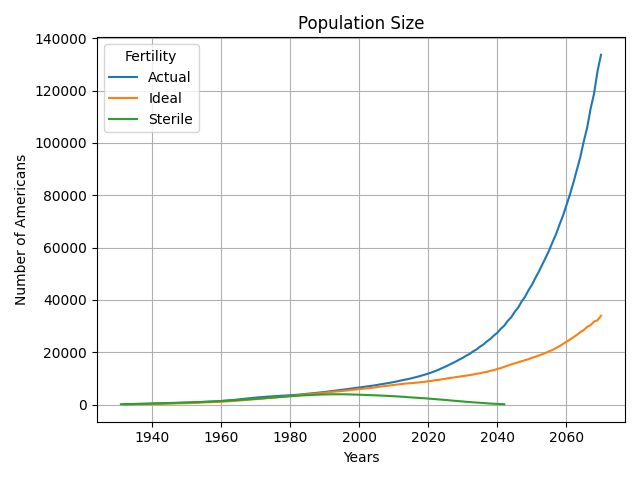 Population Size
Fertility
Actual
Ideal
Sterile
Number of Americans
140000
120000
100000
80000
60000
40000
20000
0
1940 1960 1980 2000 2020 2040 2060
Years